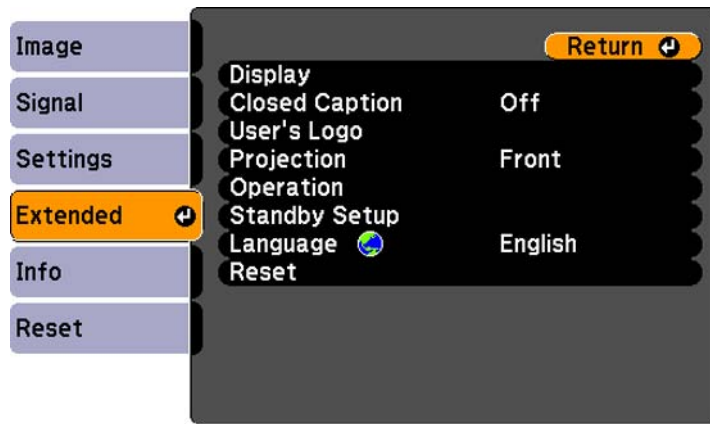 Image
Signal
Settings
Extended
Info
Reset
Return
Display
Closed Caption Off
User's Logo
Projection Front
Operation
Standby Setup
Language English
Reset